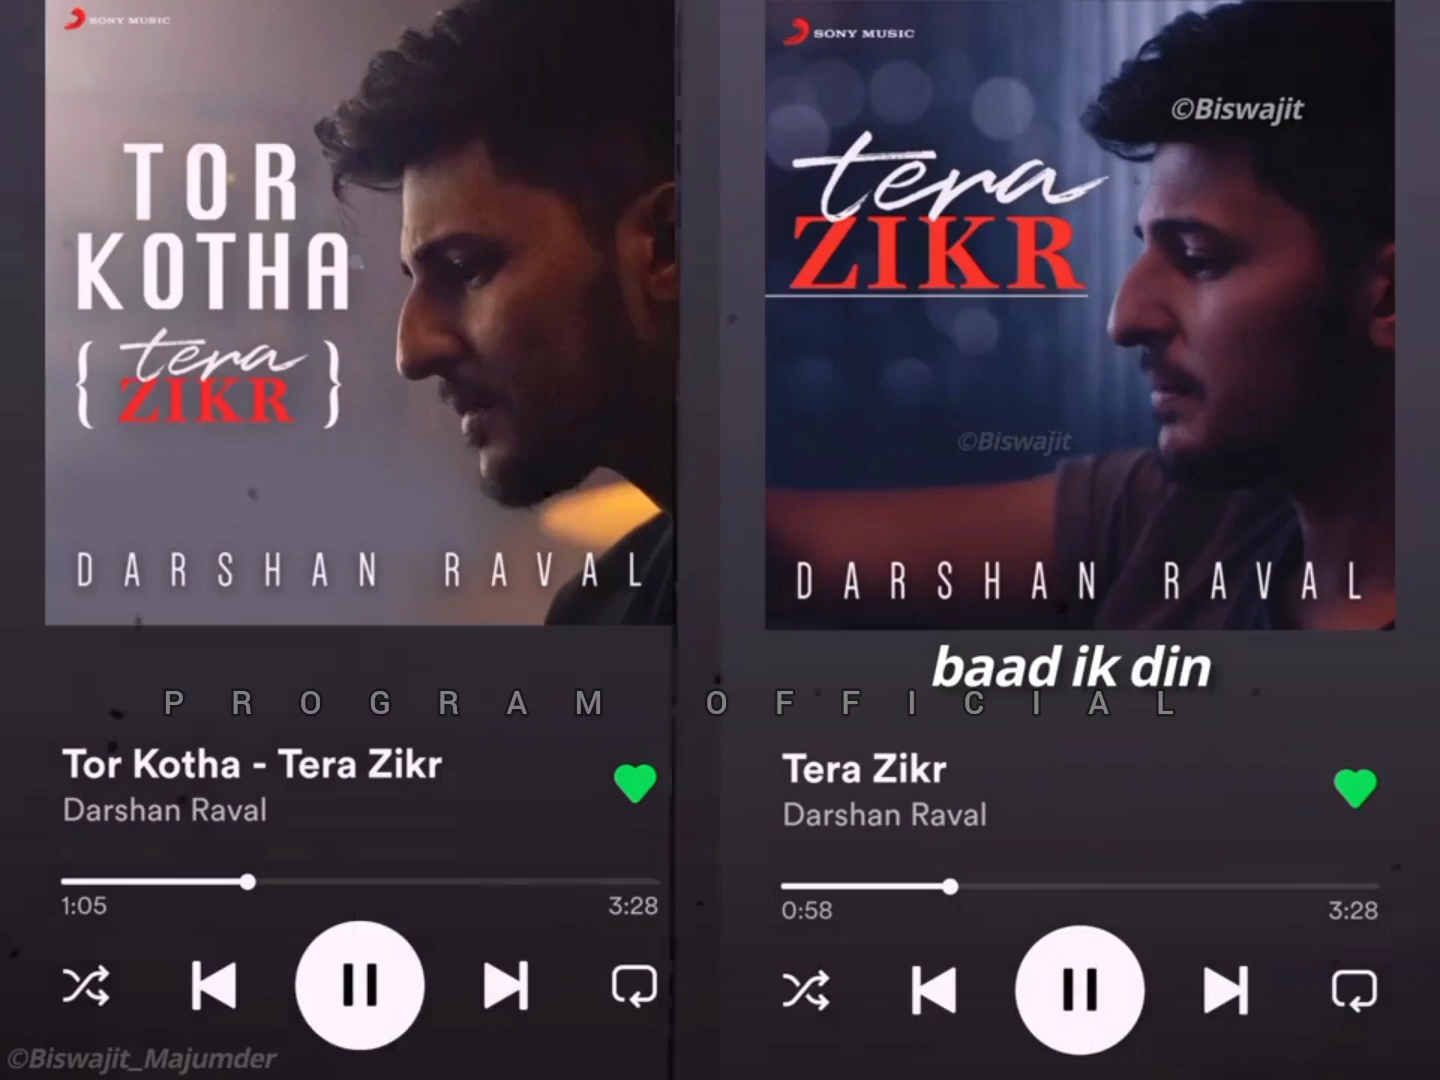 SONY MUSIC
TOR
KOTHA
{ tera
ZIKR }
DARSHAN RAVAL
SONY MUSIC
©Biswajit
tera
ZIKR
©Biswajit
DARSHAN RAVAL
baad ik din
PROGRAM OFFICIAL
Tor Kotha - Tera Zikr
Darshan Raval
1:05 3:28
Tera Zikr
Darshan Raval
0:58 3:28
©Biswajit_Majumder